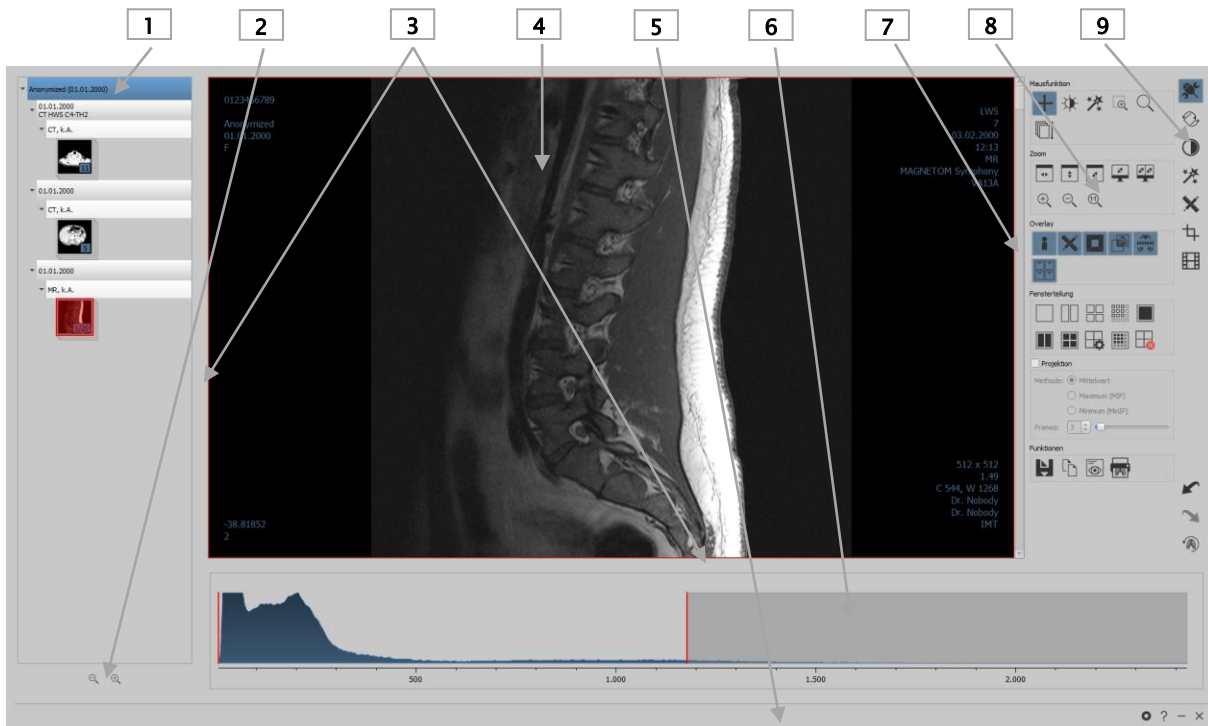 1
2
3
4
5
6
7
8
9
Anonymized (01.01.2000)
01.01.2000
CT HWS C4-TH2
CT, k.A.
01.01.2000
CT, k.A.
01.01.2000
MR, k.A.
0123456789
Anonymized
01.01.2000
F
LWS
7
03.02.2000
12:13
MR
MAGNETOM Symphony
-38.81852
2
512 x 512
1.49
C 544, W 1268
Dr. Nobody
Dr. Nobody
IMT
Mausfunktion
Zoom
1:1
Overlay
Fensterteilung
Projektion
Methode: Mittelwert
Maximum (MIP)
Minimum (MinIP)
Frames: 3
Funktionen
500
1.000
1.500
2.000
?